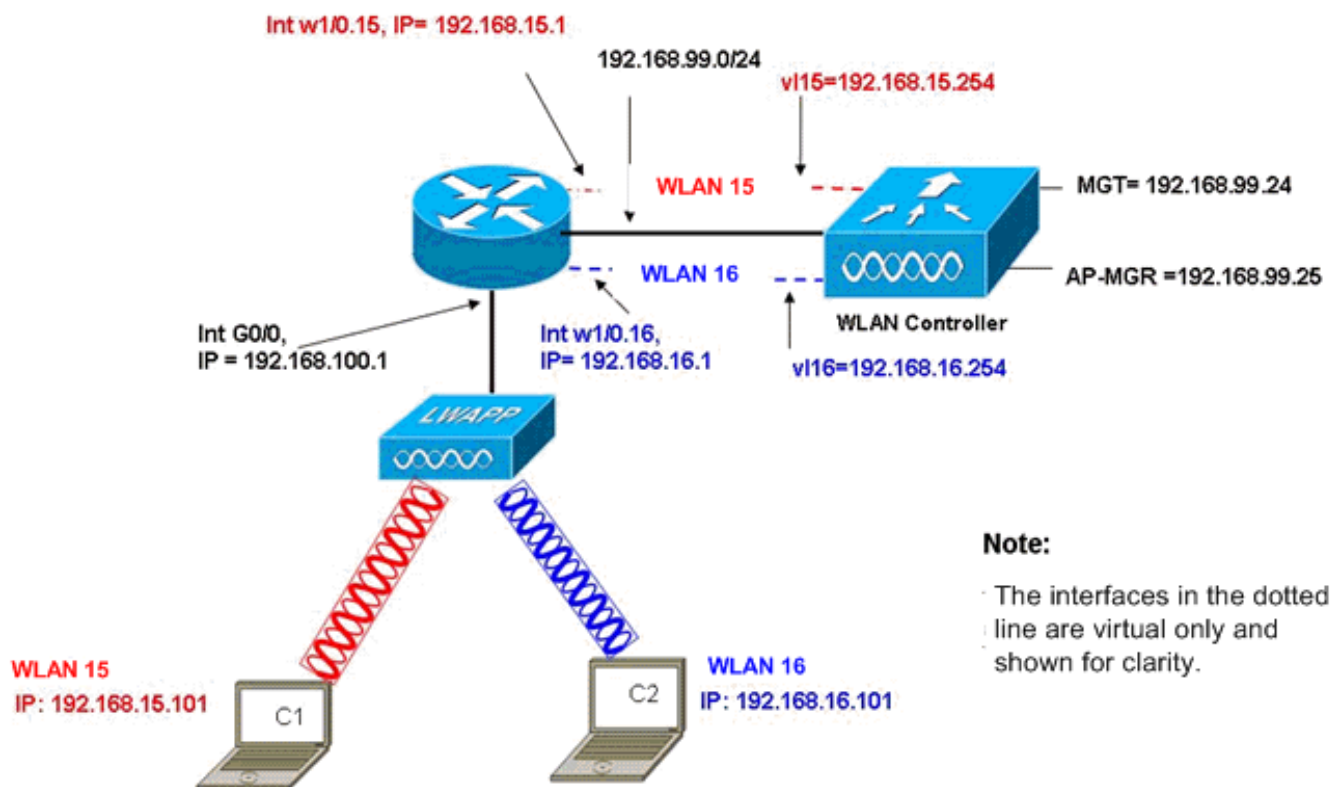 Int w1/0.15, IP= 192.168.15.1
192.168.99.0/24
vl15=192.168.15.254
WLAN 15
MGT= 192.168.99.24
WLAN 16
AP-MGR =192.168.99.25
WLAN Controller
Int G0/0,
IP = 192.168.100.1
Int w1/0.16,
IP= 192.168.16.1
vl16=192.168.16.254
LWAPP
Note:
The interfaces in the dotted
line are virtual only and
shown for clarity.
WLAN 15
IP: 192.168.15.101
C1
C2
WLAN 16
IP: 192.168.16.101